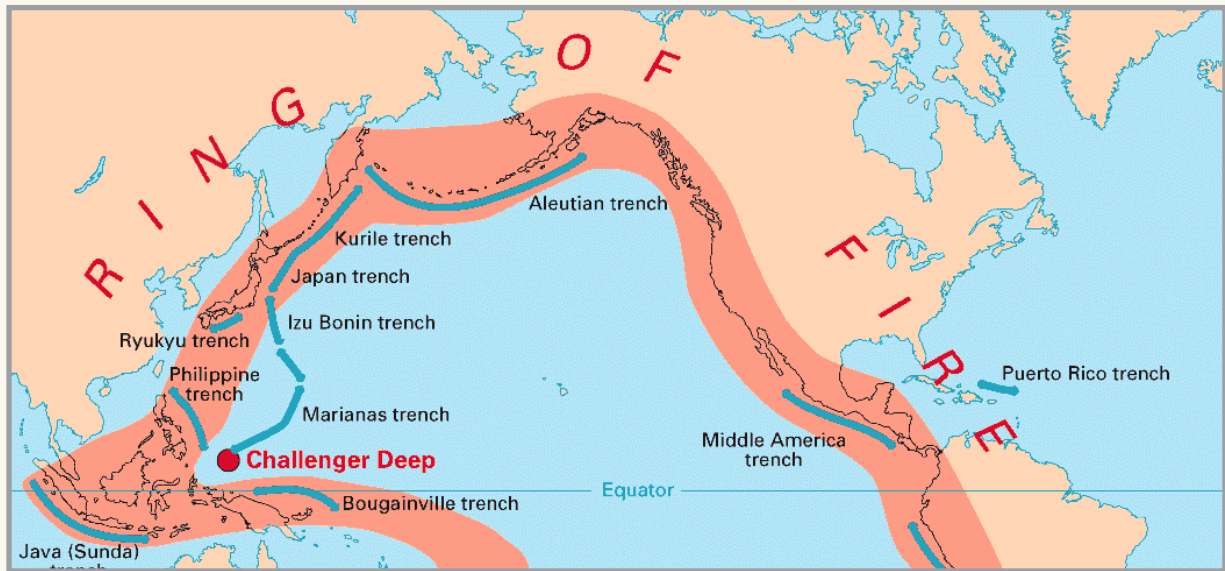 RING OF FIRE
Aleutian trench
Kurile trench
Japan trench
Izu Bonin trench
Ryukyu trench
Philippine
trench
Puerto Rico trench
Marianas trench
Middle America
trench
Challenger Deep
Equator
Bougainville trench
Java (Sunda)
trench